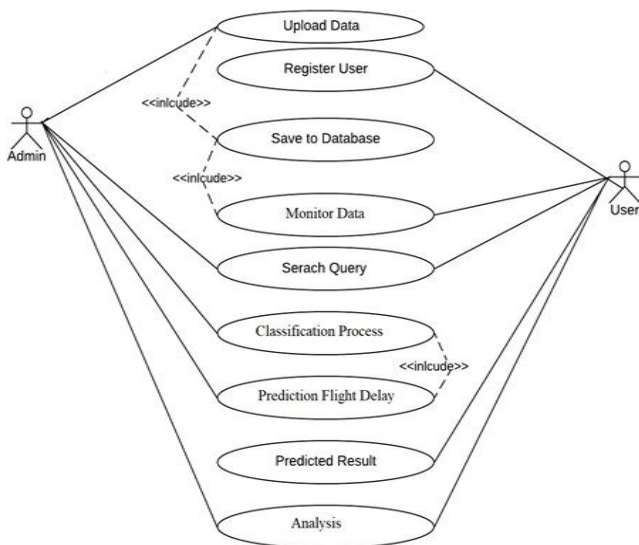 Upload Data
Register User
<<inlcude>>
Admin
Save to Database
<<inlcude>>
User
Monitor Data
Serach Query
Classification Process
<<inlcude>>
Prediction Flight Delay
Predicted Result
Analysis